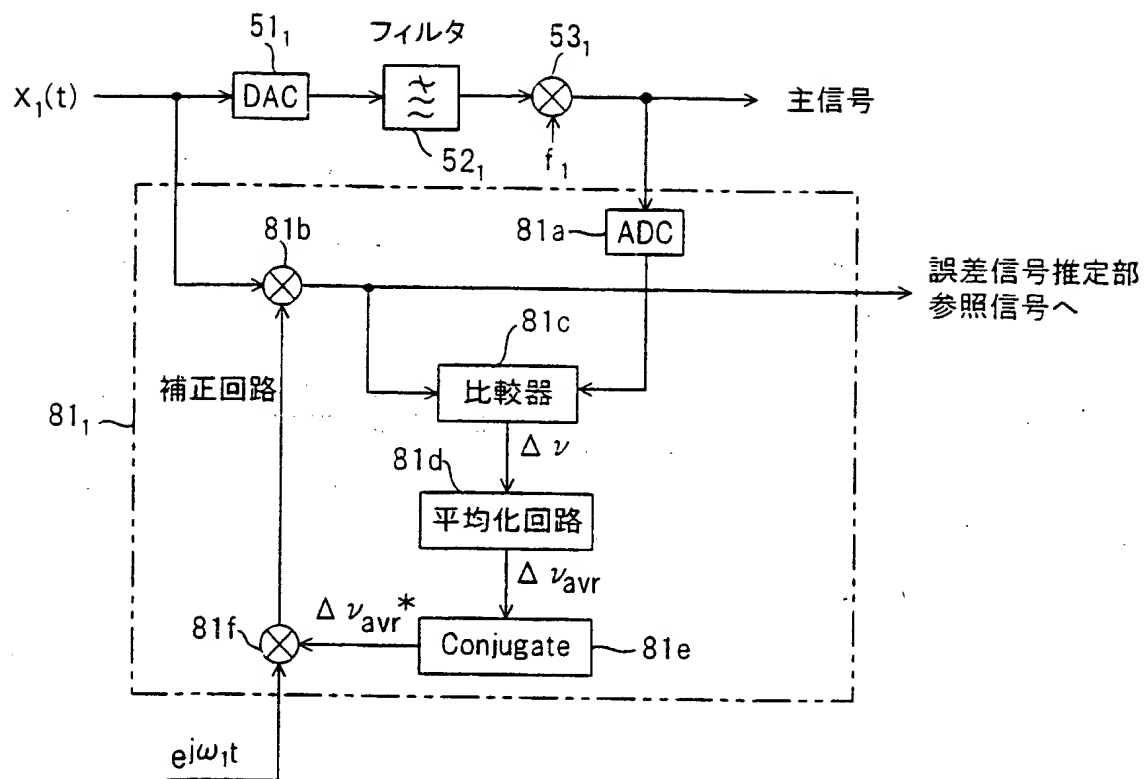 51₁
フィルタ
53₁
X₁(t)
DAC
主信号
52₁
f₁
81b
81a
ADC
誤差信号推定部
参照信号へ
81c
補正回路
比較器
81₁
Δν
81d
平均化回路
Δν_avr
Δν_avr*
81f
Conjugate
81e
e^jω₁t